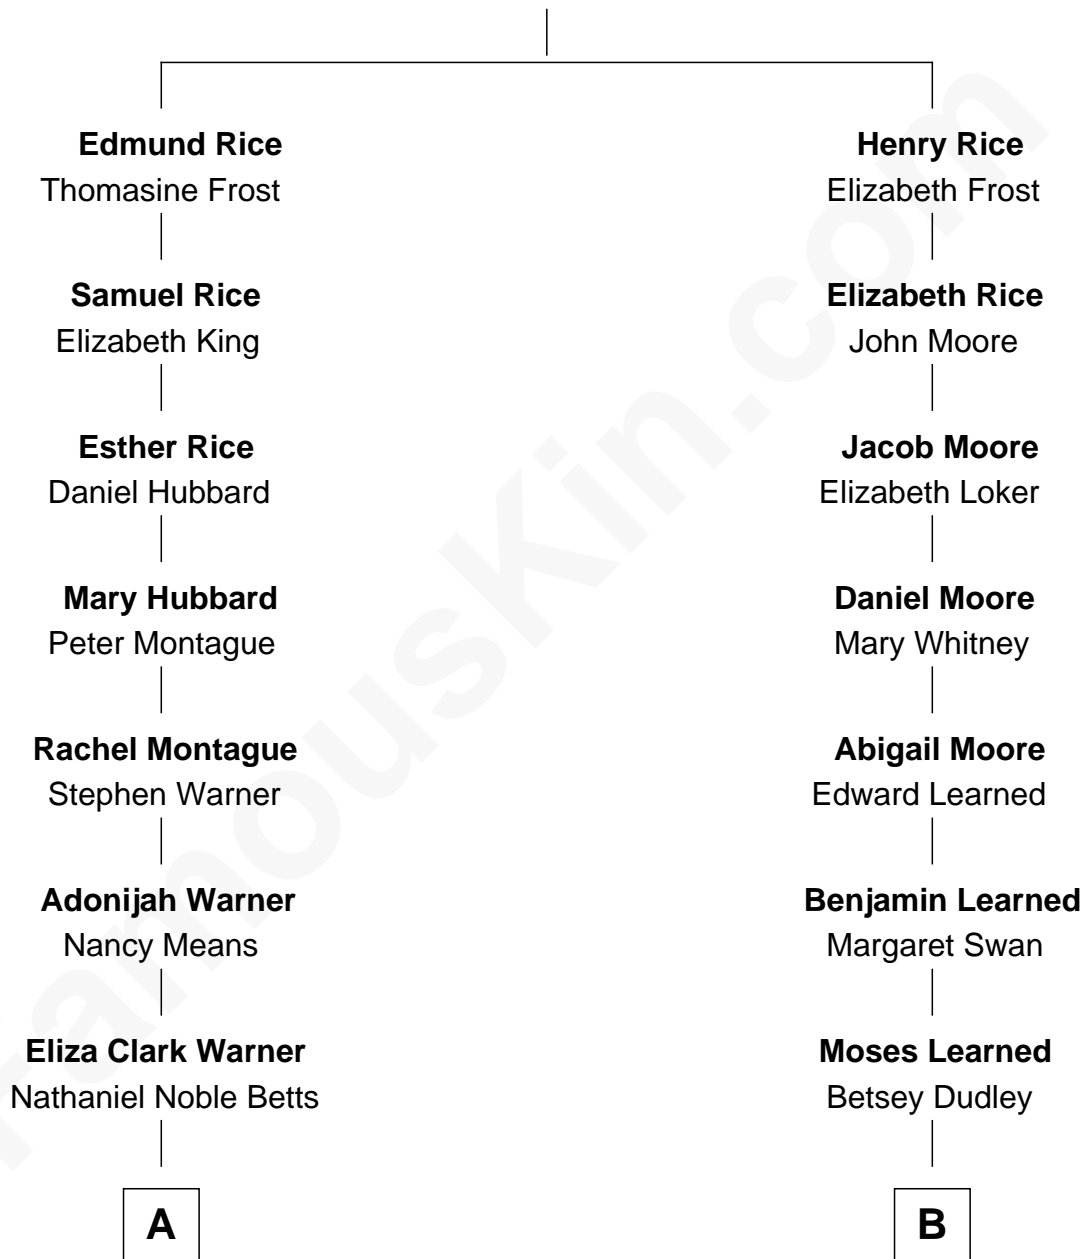 Edmund Rice
Thomasine Frost
Samuel Rice
Elizabeth King
Esther Rice
Daniel Hubbard
Mary Hubbard
Peter Montague
Rachel Montague
Stephen Warner
Adonijah Warner
Nancy Means
Eliza Clark Warner
Nathaniel Noble Betts
A
Henry Rice
Elizabeth Frost
Elizabeth Rice
John Moore
Jacob Moore
Elizabeth Loker
Daniel Moore
Mary Whitney
Abigail Moore
Edward Learned
Benjamin Learned
Margaret Swan
Moses Learned
Betsey Dudley
B
FamousKin.com